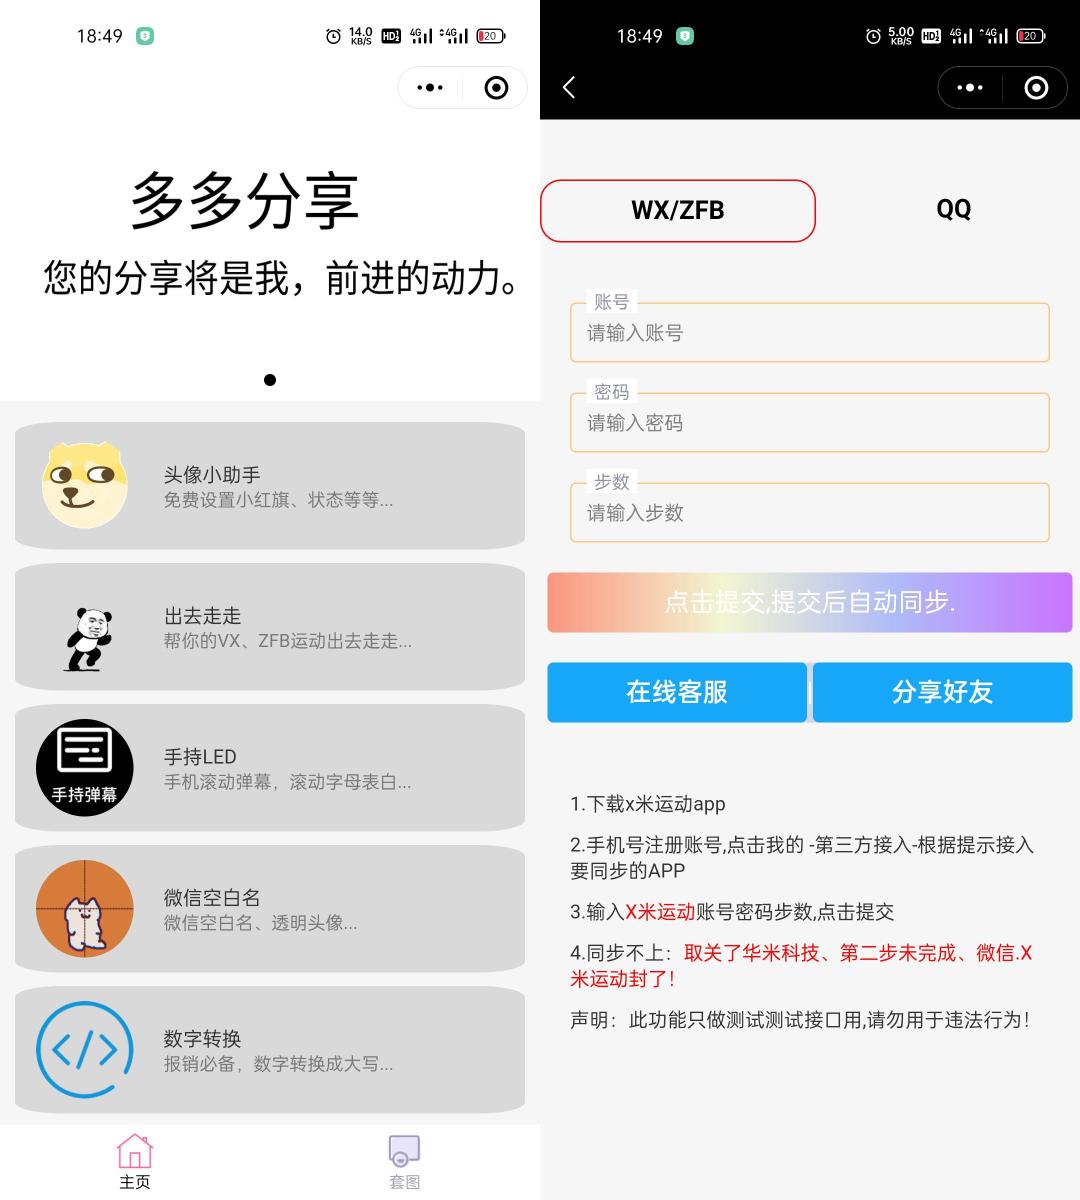 18:49
14.0 KB/S
HD
4G
4G
20
多多分享
您的分享将是我，前进的动力。
头像小助手
免费设置小红旗、状态等等...
出去走走
帮你的VX、ZFB运动出去走走...
手持弹幕
手持LED
手机滚动弹幕，滚动字母表白...
微信空白名
微信空白名、透明头像...
数字转换
报销必备，数字转换成大写...
主页
套图
18:49
5.00 KB/S
HD
4G
4G
20
WX/ZFB
QQ
账号
请输入账号
密码
请输入密码
步数
请输入步数
点击提交,提交后自动同步.
在线客服
分享好友
1.下载x米运动app
2.手机号注册账号,点击我的 -第三方接入-根据提示接入
要同步的APP
3.输入X米运动账号密码步数,点击提交
4.同步不上：取关了华米科技、第二步未完成、微信.X
米运动封了！
声明：此功能只做测试测试接口用,请勿用于违法行为！